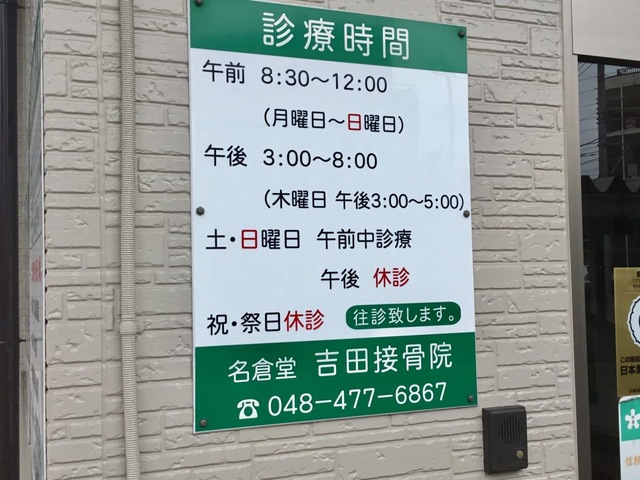 診療時間
午前 8:30〜12:00
（月曜日〜日曜日）
午後 3:00〜8:00
（木曜日 午後3:00〜5:00）
土・日曜日 午前中診療
午後 休診
祝・祭日休診 往診致します。
名倉堂 吉田接骨院
☎ 048-477-6867